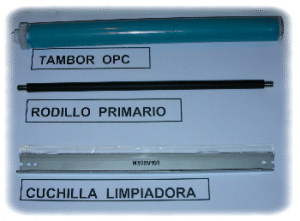 TAMBOR OPC
RODILLO PRIMARIO
CUCHILLA LIMPIADORA